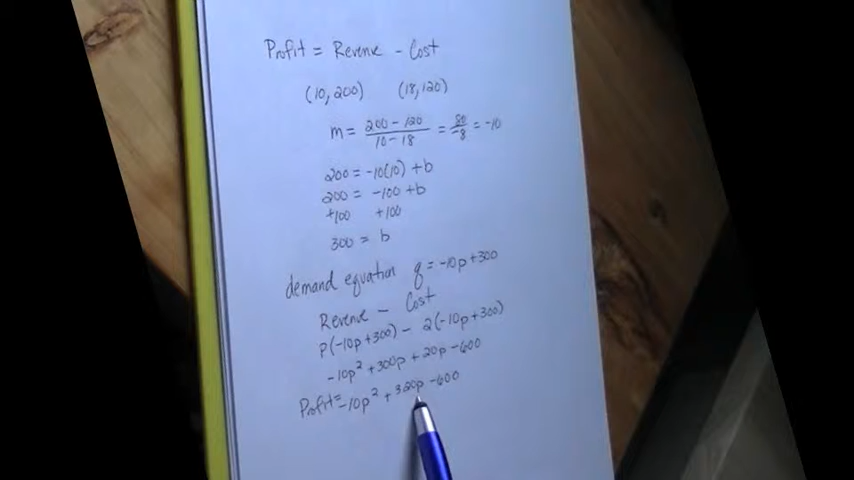 Profit = Revenue - Cost
(10, 200) (18, 120)
m = 200 - 120 / 10 - 18 = 80 / -8 = -10
200 = -10(10) + b
200 = -100 + b
+100 +100
300 = b
demand equation q = -10p + 300
Revenue - Cost
p(-10p + 300) - 2(-10p + 300)
-10p² + 300p + 20p - 600
Profit = -10p² + 320p - 600